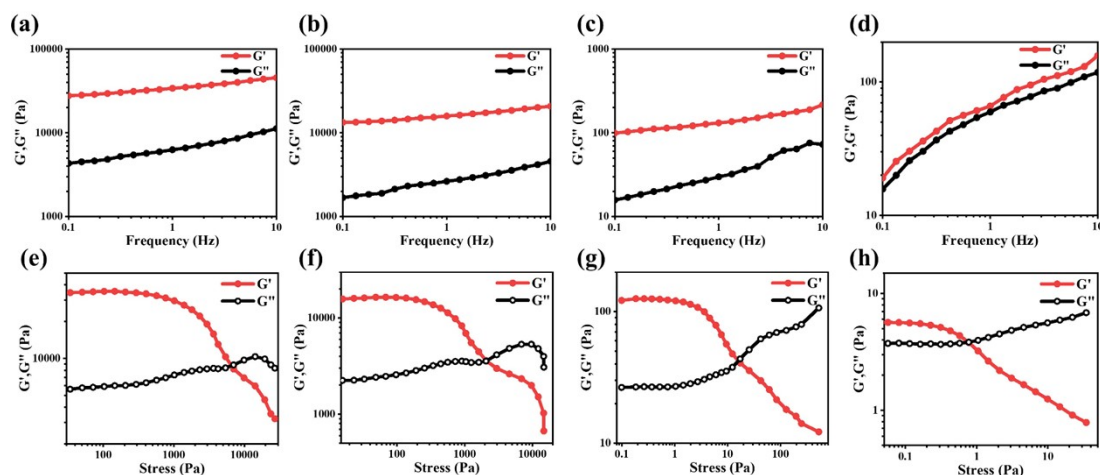 (a)
G'
G"
G',G" (Pa)
100000
10000
1000
0.1
1
10
Frequency (Hz)
(b)
G'
G"
G',G" (Pa)
100000
10000
1000
0.1
1
10
Frequency (Hz)
(c)
G'
G"
G',G" (Pa)
1000
100
10
0.1
1
10
Frequency (Hz)
(d)
G'
G"
G',G" (Pa)
100
10
0.1
1
10
Frequency (Hz)
(e)
G'
G"
G',G" (Pa)
10000
100
1000
10000
Stress (Pa)
(f)
G'
G"
G',G" (Pa)
10000
1000
10
100
1000
10000
Stress (Pa)
(g)
G'
G"
G',G" (Pa)
100
10
0.1
1
10
100
Stress (Pa)
(h)
G'
G"
G',G" (Pa)
10
1
0.1
1
10
Stress (Pa)